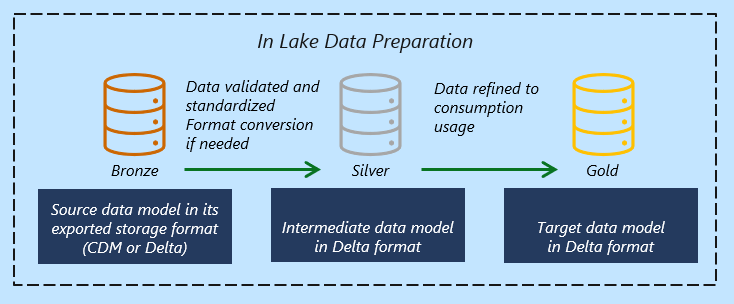 In Lake Data Preparation
Data validated and
standardized
Format conversion
if needed
Data refined to
consumption
usage
Bronze
Silver
Gold
Source data model in its
exported storage format
(CDM or Delta)
Intermediate data model
in Delta format
Target data model
in Delta format